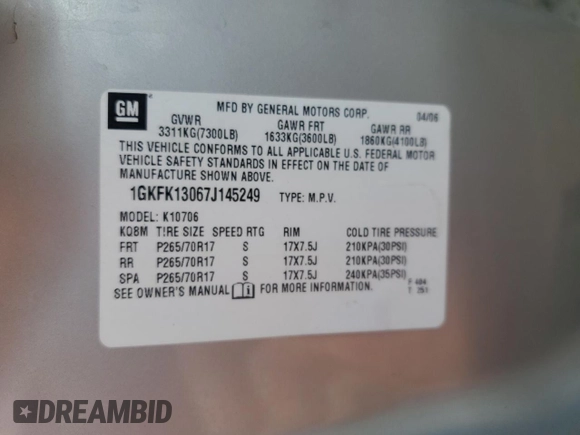 GM
MFD BY GENERAL MOTORS CORP. 04/06
GVWR GAWR FRT GAWR RR
3311KG(7300LB) 1633KG(3600LB) 1860KG(4100LB)
THIS VEHICLE CONFORMS TO ALL APPLICABLE U.S. FEDERAL MOTOR
VEHICLE SAFETY STANDARDS IN EFFECT ON THE DATE OF
MANUFACTURE SHOWN ABOVE.
1GKFK13067J145249 TYPE: M.P.V.
MODEL: K10706
KQBM TIRE SIZE SPEED RTG RIM COLD TIRE PRESSURE
FRT P265/70R17 S 17X7.5J 210KPA(30PSI)
RR P265/70R17 S 17X7.5J 210KPA(30PSI)
SPA P265/70R17 S 17X7.5J 240KPA(35PSI)
SEE OWNER'S MANUAL FOR MORE INFORMATION.
F 404
T 251
DREAMBID